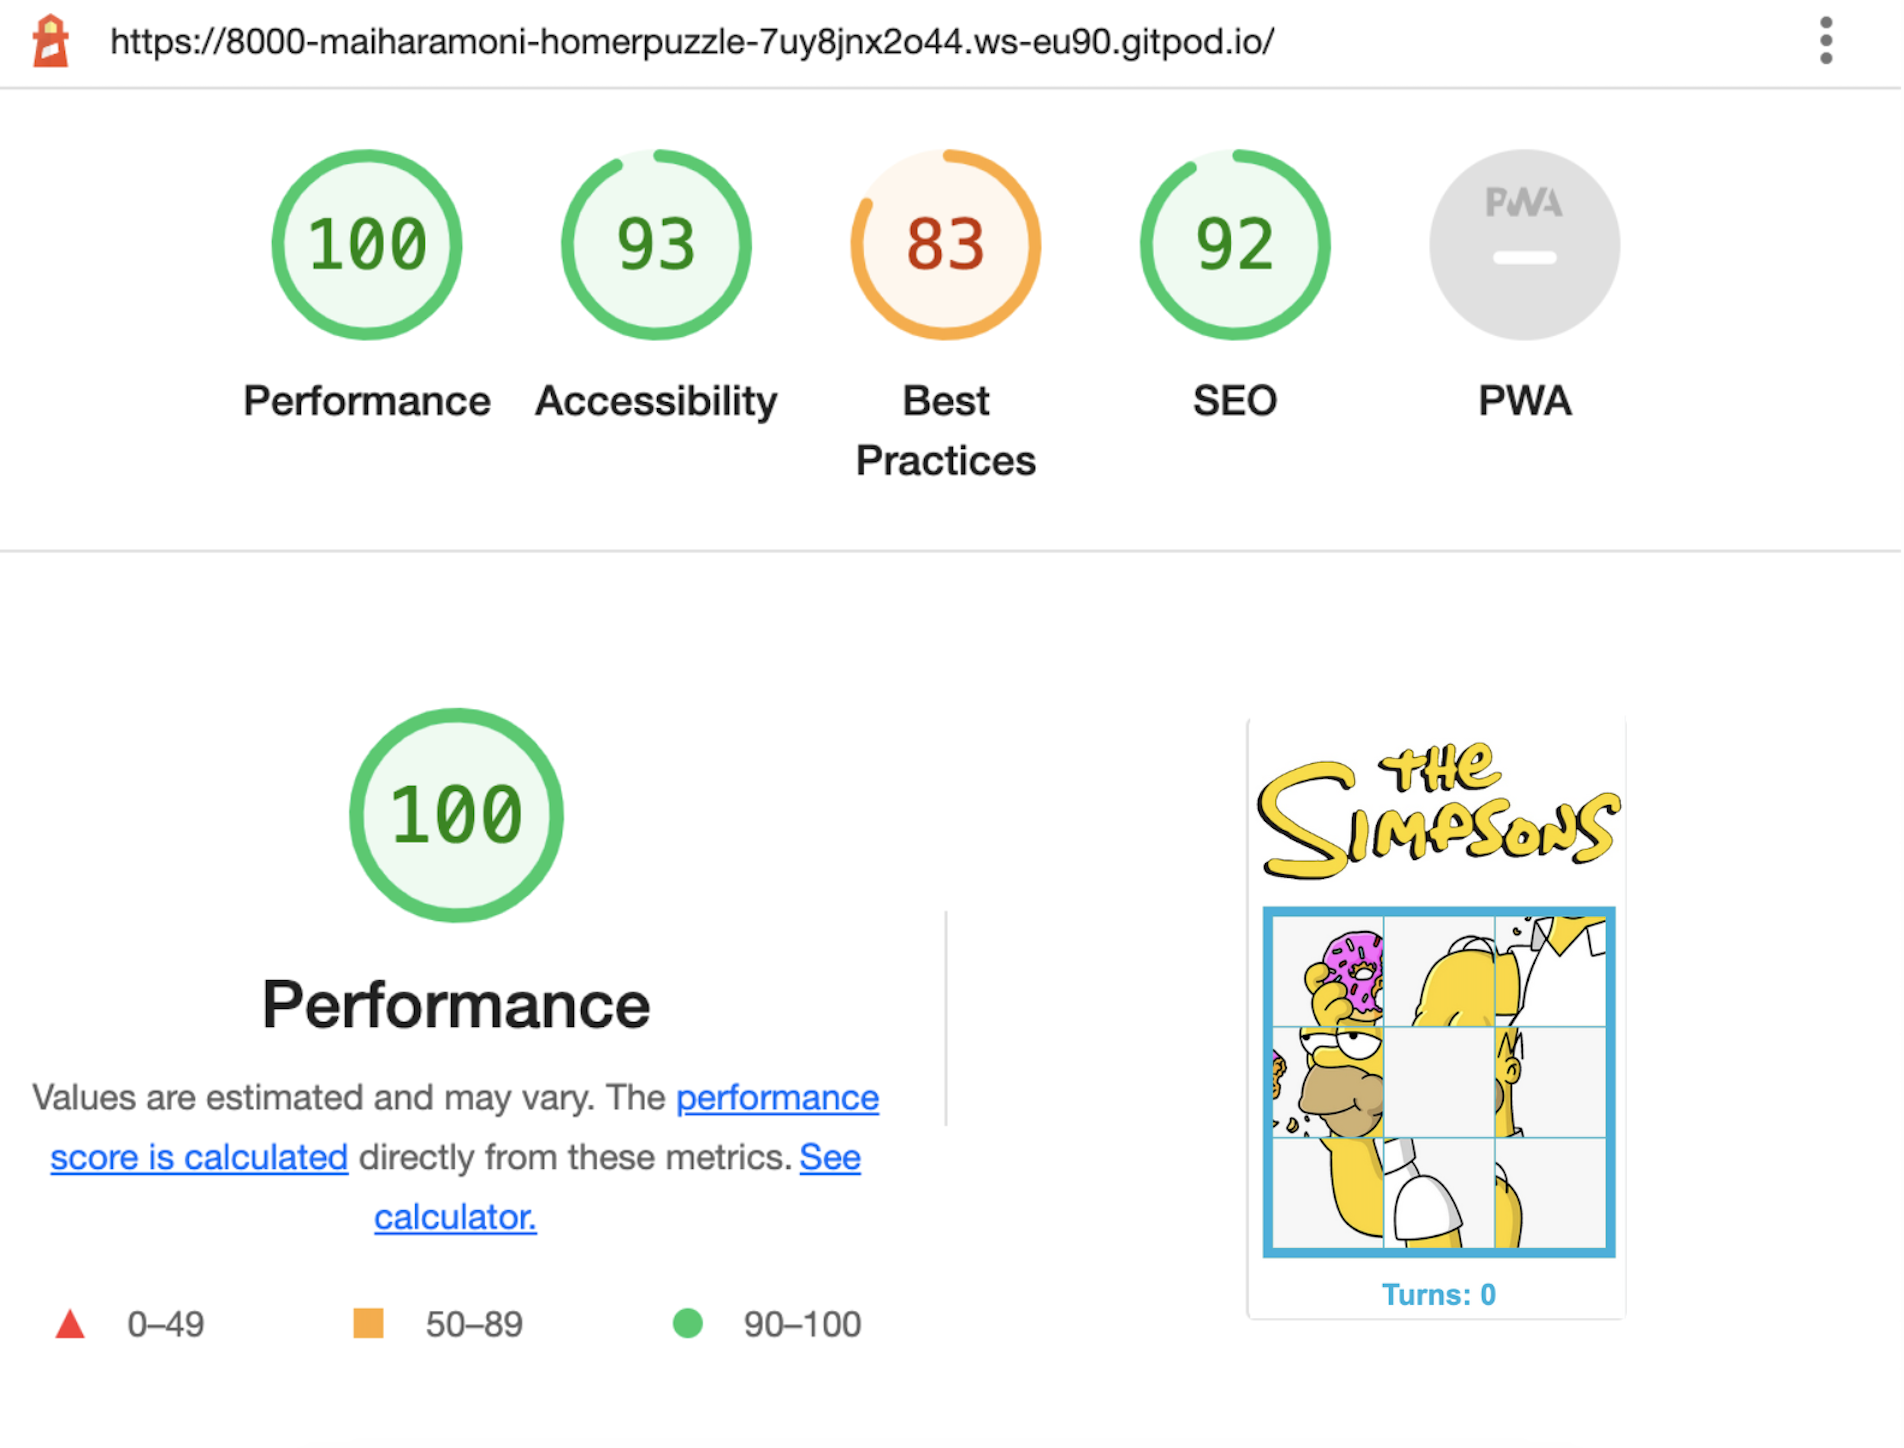 https://8000-maiharamoni-homerpuzzle-7uy8jnx2o44.ws-eu90.gitpod.io/
100
93
83
92
PWA
Performance
Accessibility
Best
Practices
SEO
PWA
100
Performance
Values are estimated and may vary. The performance
score is calculated directly from these metrics. See
calculator.
0–49
50–89
90–100
THE
SIMPSONS
Turns: 0